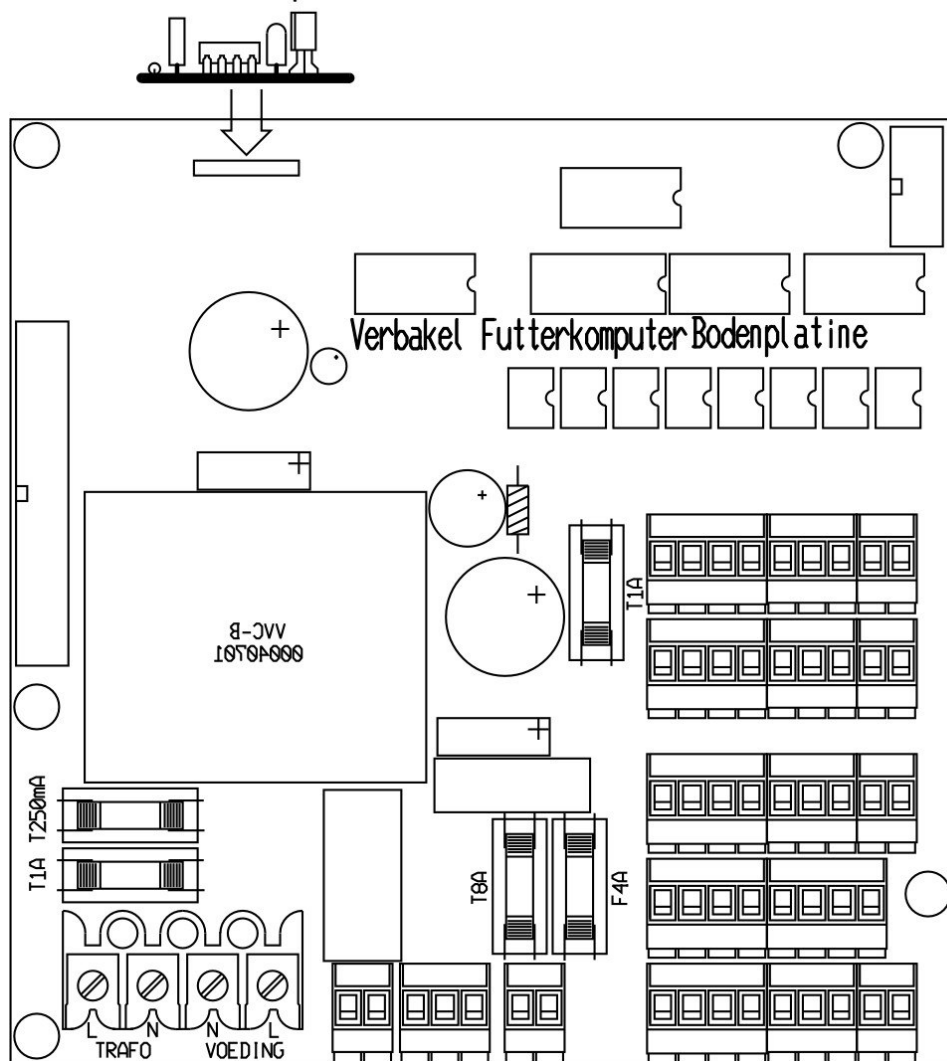 Verbakel Futterkomputer Bodenplatine
T1A
VVC-B
00040701
T250mA
T1A
T8A
F4A
L N N L
TRAFO VOEDING